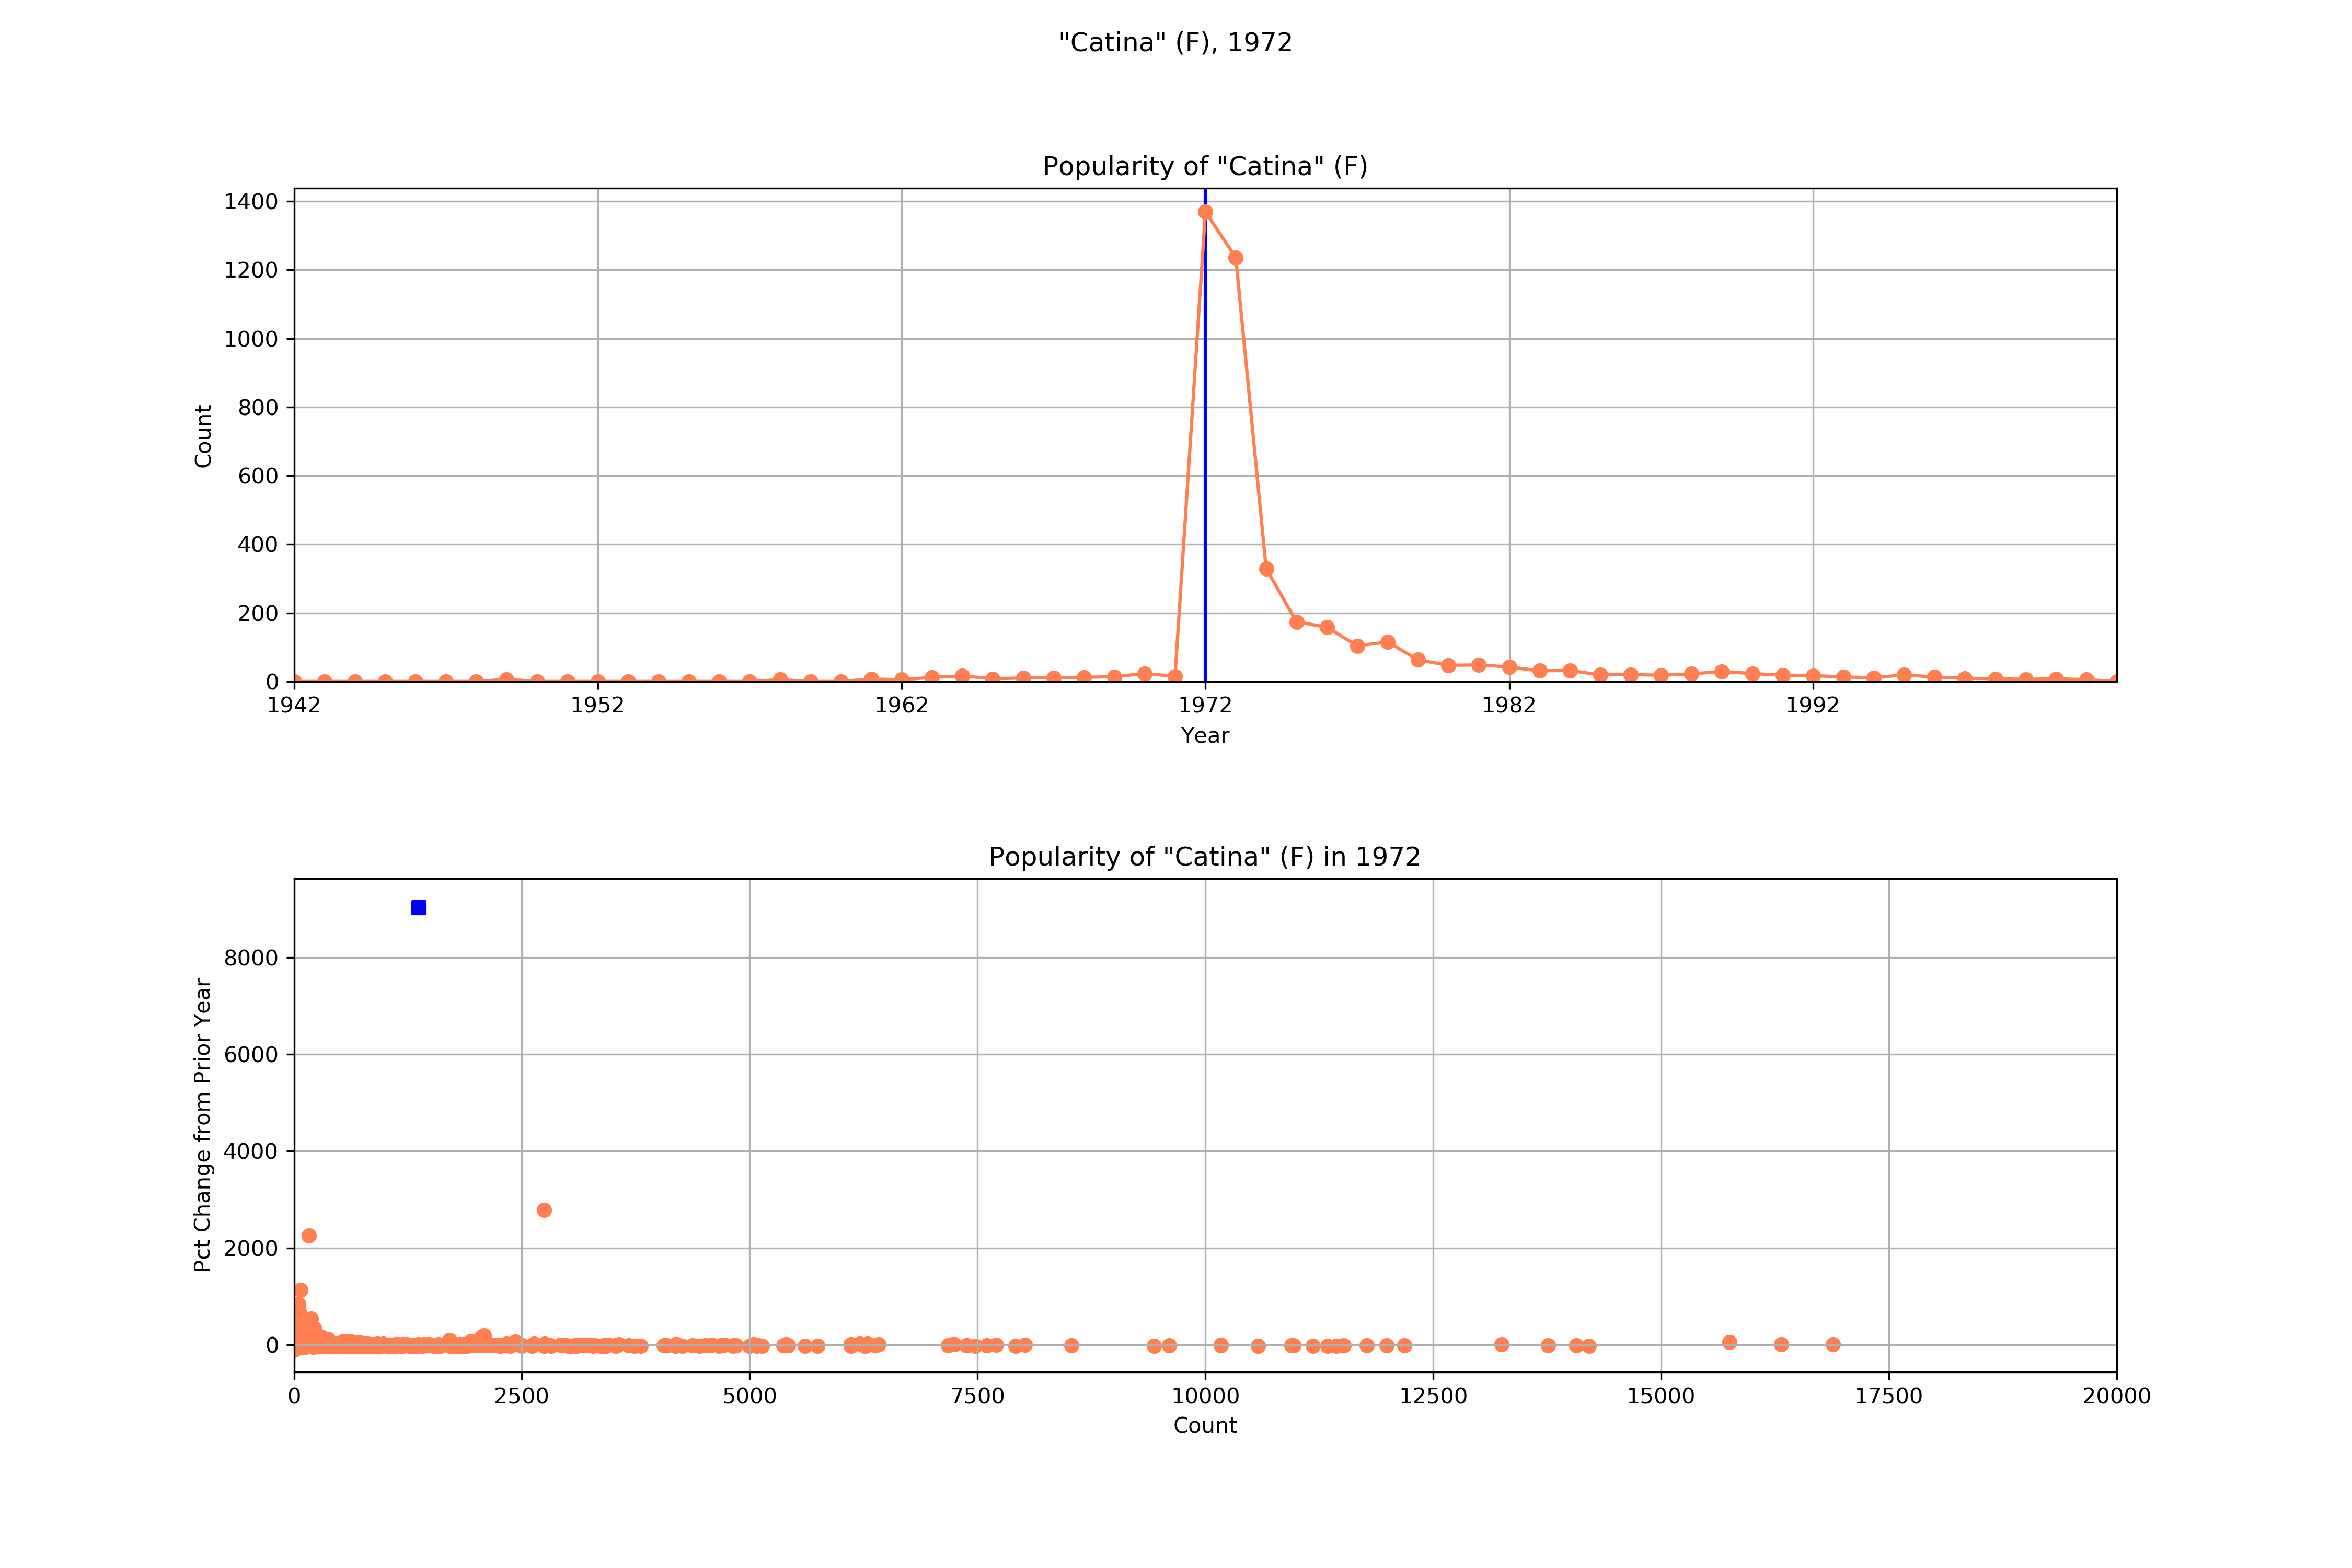 "Catina" (F), 1972
Popularity of "Catina" (F)
1400
1200
1000
800
600
400
200
0
Count
1942 1952 1962 1972 1982 1992
Year
Popularity of "Catina" (F) in 1972
8000
6000
4000
2000
0
Pct Change from Prior Year
0 2500 5000 7500 10000 12500 15000 17500 20000
Count